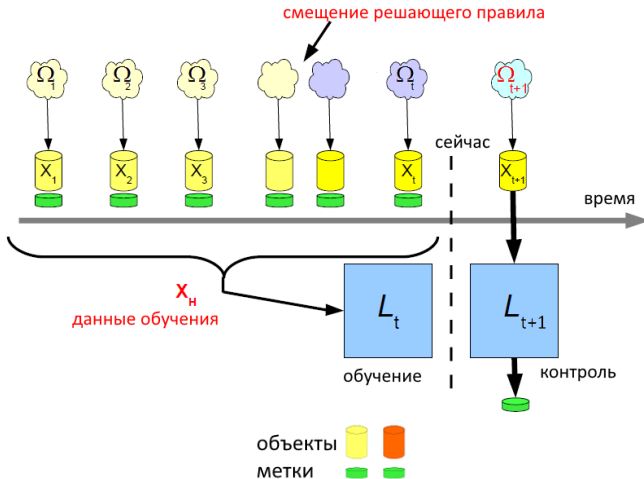 смещение решающего правила
Ω1 Ω2 Ω3 Ωt Ωt+1
сейчас
X1 X2 X3 Xt Xt+1
время
XH
данные обучения
Lt Lt+1
обучение контроль
объекты
метки